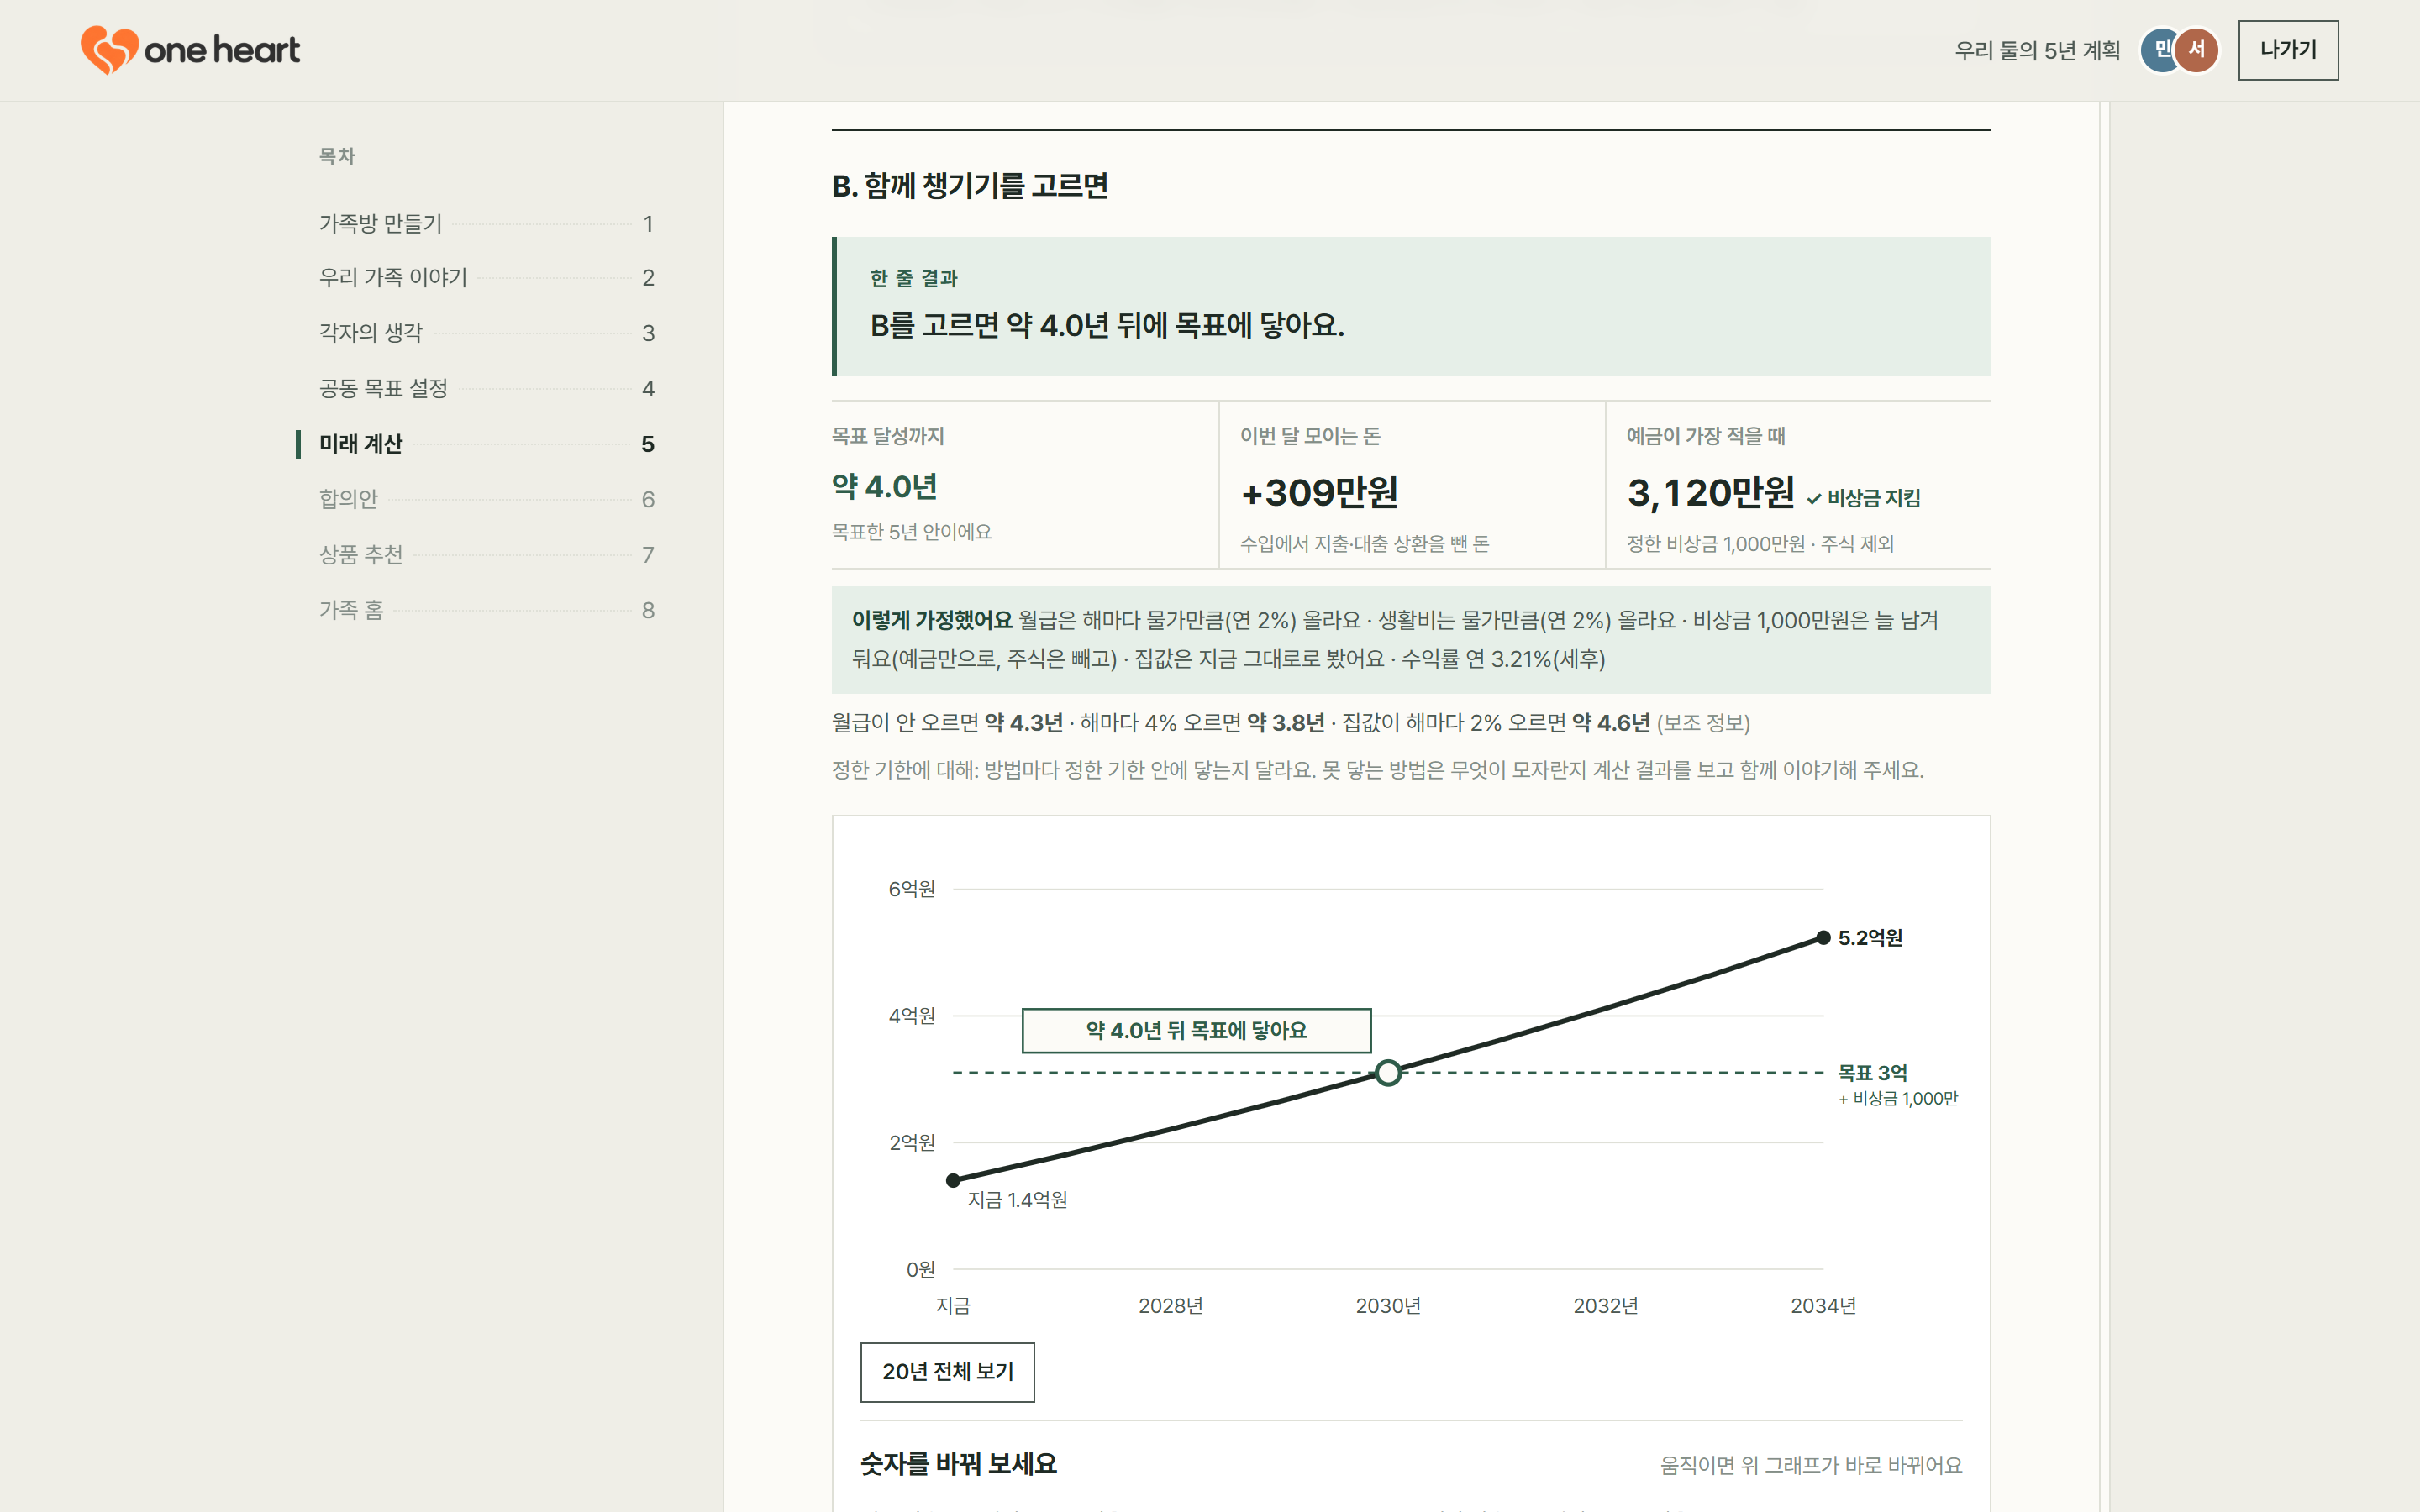 one heart
우리 둘의 5년 계획
민
서
나가기
목차
가족방 만들기 1
우리 가족 이야기 2
각자의 생각 3
공동 목표 설정 4
미래 계산 5
합의안 6
상품 추천 7
가족 홈 8
B. 함께 챙기기를 고르면
한 줄 결과
B를 고르면 약 4.0년 뒤에 목표에 닿아요.
목표 달성까지
약 4.0년
목표한 5년 안이에요
이번 달 모이는 돈
+309만원
수입에서 지출·대출 상환을 뺀 돈
예금이 가장 적을 때
3,120만원 ✓ 비상금 지킴
정한 비상금 1,000만원 · 주식 제외
이렇게 가정했어요 월급은 해마다 물가만큼(연 2%) 올라요 · 생활비는 물가만큼(연 2%) 올라요 · 비상금 1,000만원은 늘 남겨
둬요(예금만으로, 주식은 빼고) · 집값은 지금 그대로로 봤어요 · 수익률 연 3.21%(세후)
월급이 안 오르면 약 4.3년 · 해마다 4% 오르면 약 3.8년 · 집값이 해마다 2% 오르면 약 4.6년 (보조 정보)
정한 기한에 대해: 방법마다 정한 기한 안에 닿는지 달라요. 못 닿는 방법은 무엇이 모자란지 계산 결과를 보고 함께 이야기해 주세요.
6억원
5.2억원
4억원
약 4.0년 뒤 목표에 닿아요
목표 3억
+ 비상금 1,000만
2억원
지금 1.4억원
0원
지금 2028년 2030년 2032년 2034년
20년 전체 보기
숫자를 바꿔 보세요
움직이면 위 그래프가 바로 바뀌어요